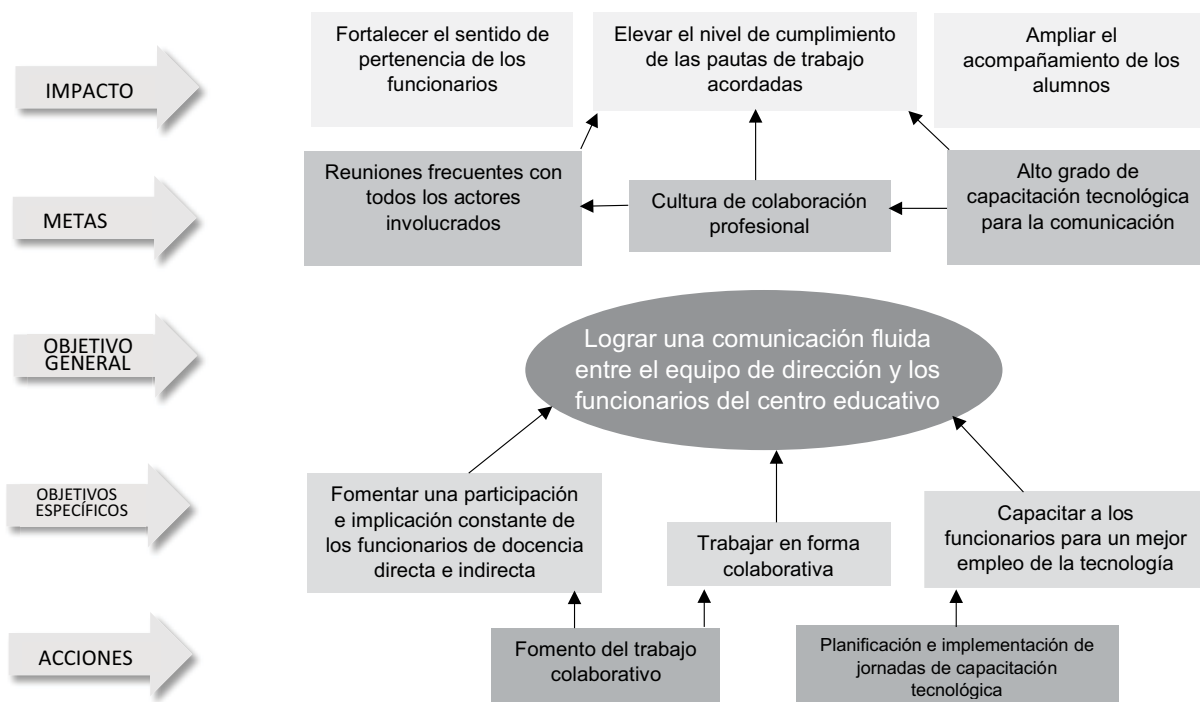 IMPACTO
Fortalecer el sentido de
pertenencia de los
funcionarios
Elevar el nivel de cumplimiento
de las pautas de trabajo
acordadas
Ampliar el
acompañamiento de los
alumnos
METAS
Reuniones frecuentes con
todos los actores
involucrados
Cultura de colaboración
profesional
Alto grado de
capacitación tecnológica
para la comunicación
OBJETIVO
GENERAL
Lograr una comunicación fluida
entre el equipo de dirección y los
funcionarios del centro educativo
OBJETIVOS
ESPECÍFICOS
Fomentar una participación
e implicación constante de
los funcionarios de docencia
directa e indirecta
Trabajar en forma
colaborativa
Capacitar a los
funcionarios para un mejor
empleo de la tecnología
ACCIONES
Fomento del trabajo
colaborativo
Planificación e implementación de
jornadas de capacitación
tecnológica